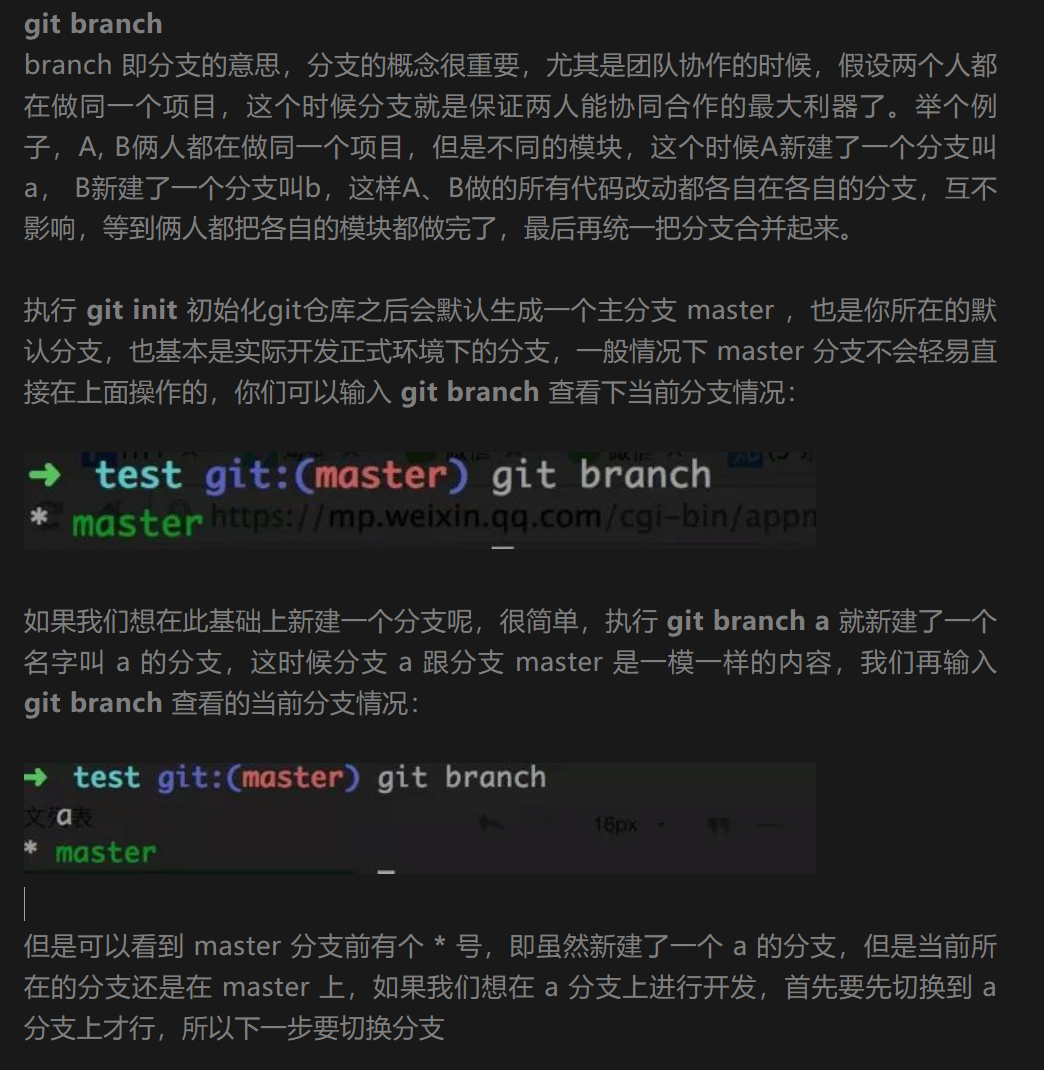 git branch
branch 即分支的意思，分支的概念很重要，尤其是团队协作的时候，假设两个人都
在做同一个项目，这个时候分支就是保证两人能协同合作的最大利器了。举个例
子，A, B俩人都在做同一个项目，但是不同的模块，这个时候A新建了一个分支叫
a， B新建了一个分支叫b，这样A、B做的所有代码改动都各自在各自的分支，互不
影响，等到俩人都把各自的模块都做完了，最后再统一把分支合并起来。
执行 git init 初始化git仓库之后会默认生成一个主分支 master ，也是你所在的默
认分支，也基本是实际开发正式环境下的分支，一般情况下 master 分支不会轻易直
接在上面操作的，你们可以输入 git branch 查看下当前分支情况：
➜ test git:(master) git branch
* master
https://mp.weixin.qq.com/cgi-bin/appm
如果我们想在此基础上新建一个分支呢，很简单，执行 git branch a 就新建了一个
名字叫 a 的分支，这时候分支 a 跟分支 master 是一模一样的内容，我们再输入
git branch 查看的当前分支情况：
➜ test git:(master) git branch
a
16px
* master
但是可以看到 master 分支前有个 * 号，即虽然新建了一个 a 的分支，但是当前所
在的分支还是在 master 上，如果我们想在 a 分支上进行开发，首先要先切换到 a
分支上才行，所以下一步要切换分支